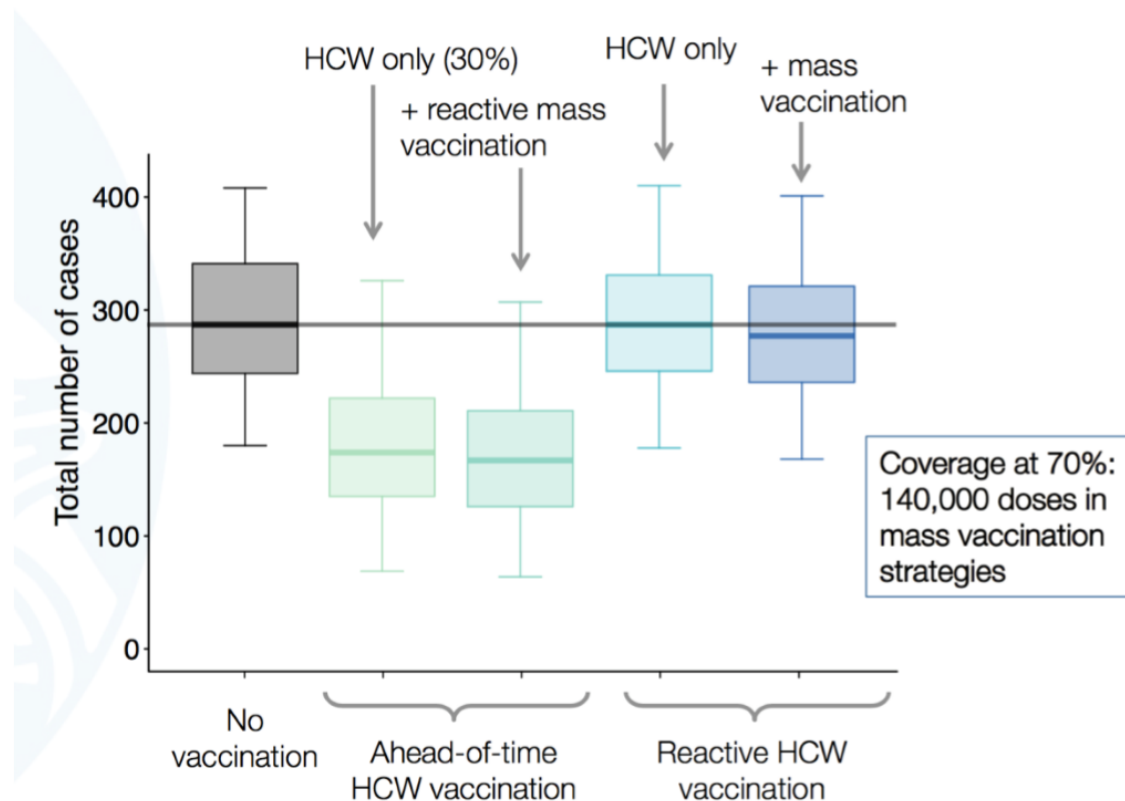 HCW only (30%)
+ reactive mass
vaccination
HCW only
+ mass
vaccination
Total number of cases
400
300
200
100
0
Coverage at 70%:
140,000 doses in
mass vaccination
strategies
No
vaccination
Ahead-of-time
HCW vaccination
Reactive HCW
vaccination